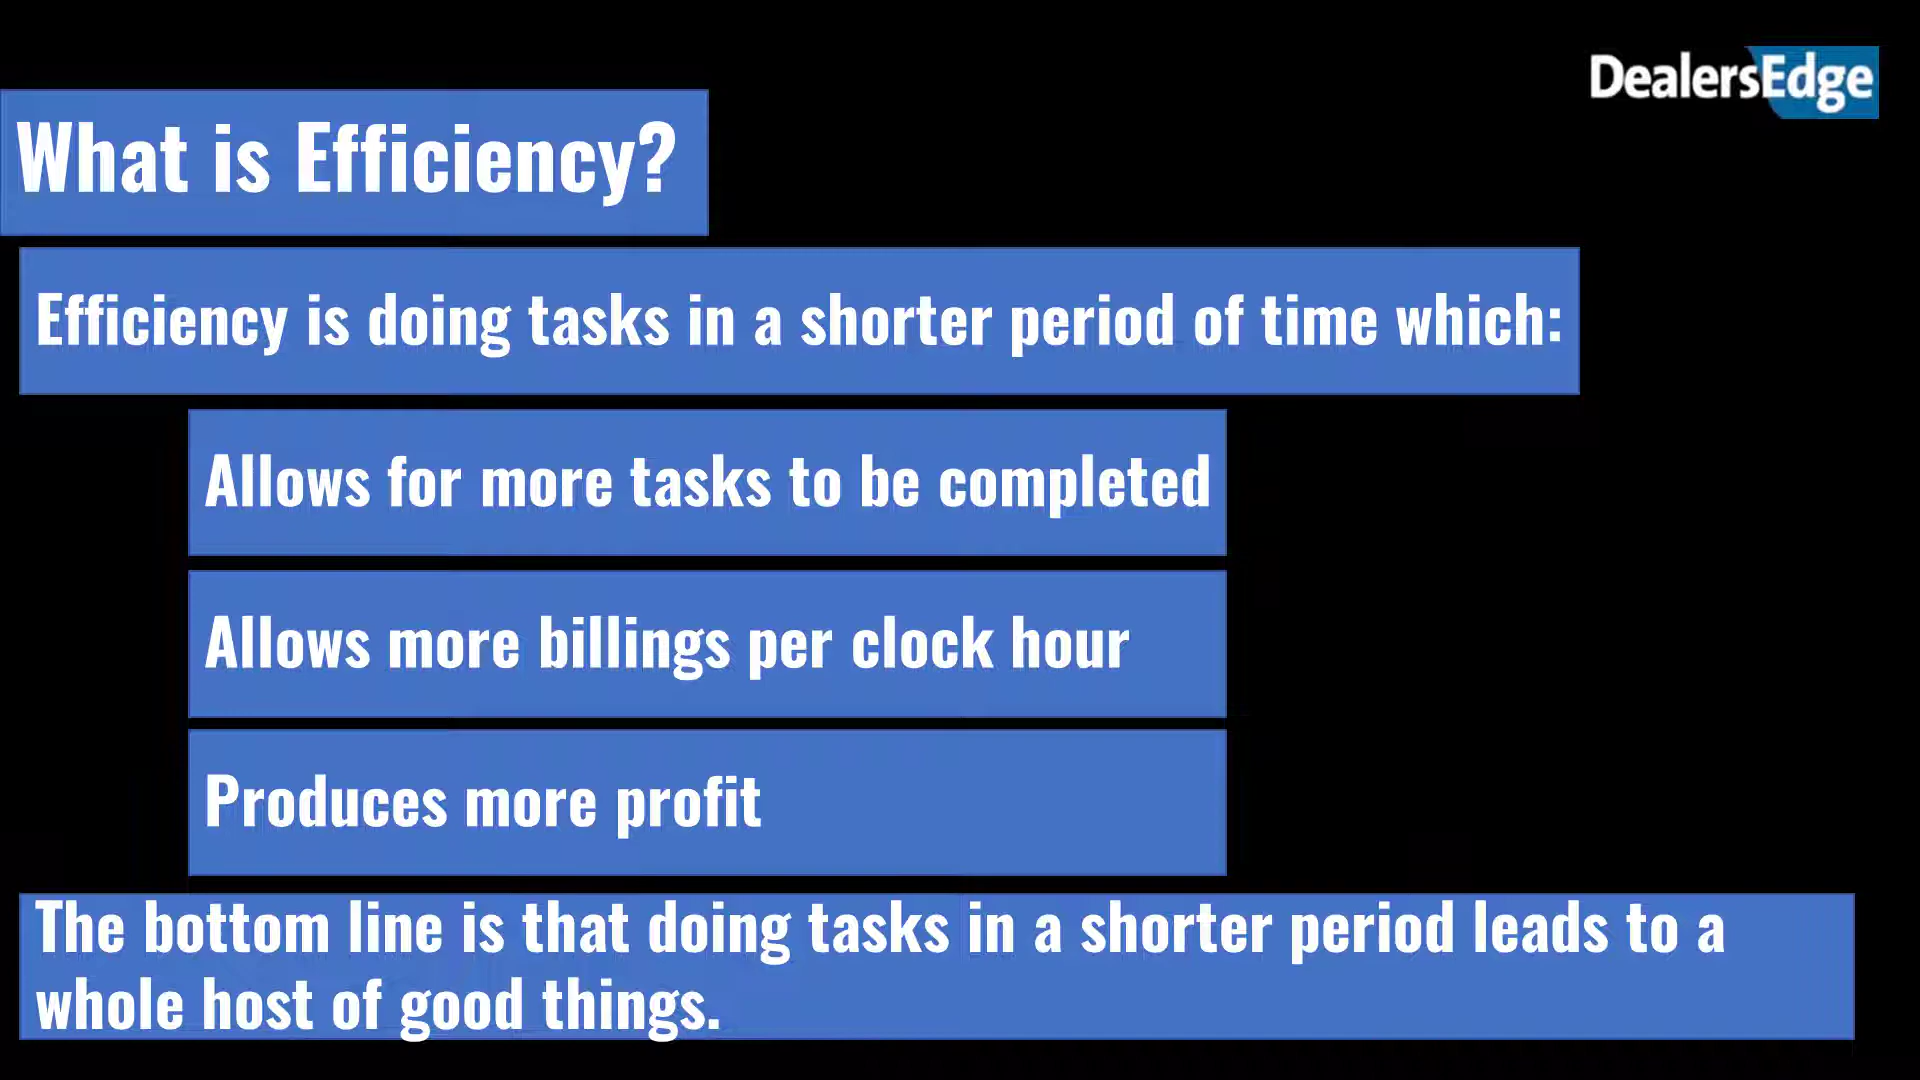 DealersEdge
What is Efficiency?
Efficiency is doing tasks in a shorter period of time which:
Allows for more tasks to be completed
Allows more billings per clock hour
Produces more profit
The bottom line is that doing tasks in a shorter period leads to a
whole host of good things.